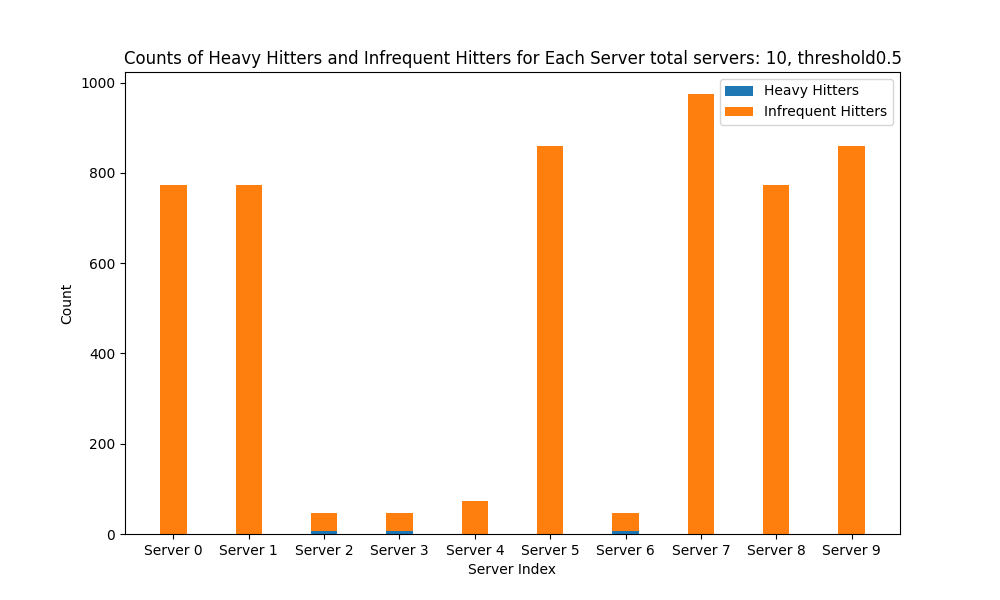 Counts of Heavy Hitters and Infrequent Hitters for Each Server total servers: 10, threshold0.5
Heavy Hitters
Infrequent Hitters
1000
800
600
400
200
0
Count
Server 0 Server 1 Server 2 Server 3 Server 4 Server 5 Server 6 Server 7 Server 8 Server 9
Server Index